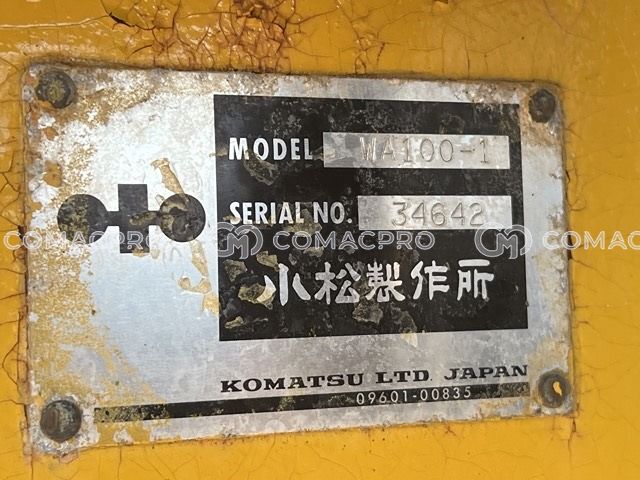 MODEL WA100-1
SERIAL NO. 34642
COMACPRO COMACPRO COMAC
小松製作所
KOMATSU LTD. JAPAN
09601-00835